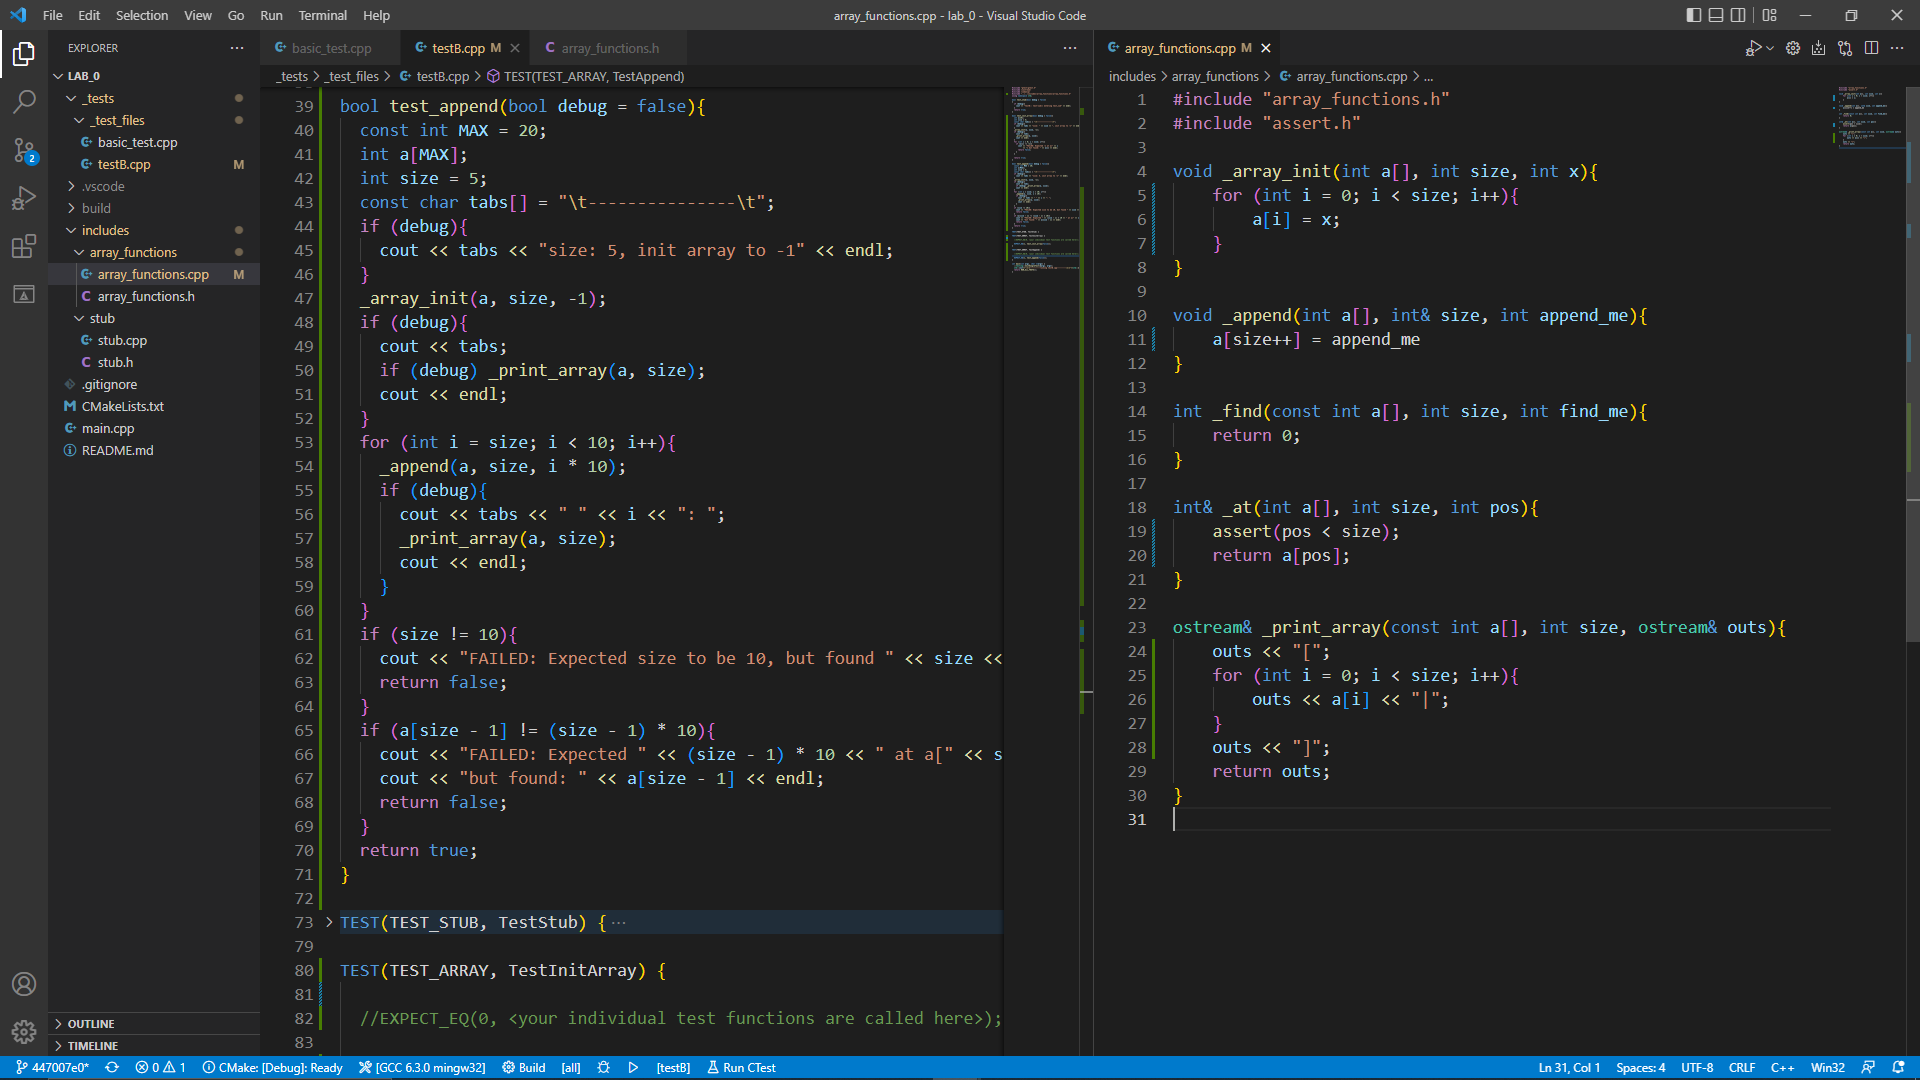 File Edit Selection View Go Run Terminal Help
array_functions.cpp - lab_0 - Visual Studio Code
EXPLORER
LAB_0
_tests
_test_files
basic_test.cpp
testB.cpp M
.vscode
build
includes
array_functions
array_functions.cpp M
array_functions.h
stub
stub.cpp
stub.h
.gitignore
CMakeLists.txt
main.cpp
README.md
OUTLINE
TIMELINE
2
basic_test.cpp testB.cpp M array_functions.h
_tests > _test_files > testB.cpp > TEST(TEST_ARRAY, TestAppend)
39 bool test_append(bool debug = false){
40 const int MAX = 20;
41 int a[MAX];
42 int size = 5;
43 const char tabs[] = "\t---------------\t";
44 if (debug){
45 cout << tabs << "size: 5, init array to -1" << endl;
46 }
47 _array_init(a, size, -1);
48 if (debug){
49 cout << tabs;
50 if (debug) _print_array(a, size);
51 cout << endl;
52 }
53 for (int i = size; i < 10; i++){
54 _append(a, size, i * 10);
55 if (debug){
56 cout << tabs << " " << i << ": ";
57 _print_array(a, size);
58 cout << endl;
59 }
60 }
61 if (size != 10){
62 cout << "FAILED: Expected size to be 10, but found " << size <<
63 return false;
64 }
65 if (a[size - 1] != (size - 1) * 10){
66 cout << "FAILED: Expected " << (size - 1) * 10 << " at a[" << s
67 cout << "but found: " << a[size - 1] << endl;
68 return false;
69 }
70 return true;
71 }
72
73 TEST(TEST_STUB, TestStub) { ...
79
80 TEST(TEST_ARRAY, TestInitArray) {
81
82 //EXPECT_EQ(0, <your individual test functions are called here>);
83
array_functions.cpp M
includes > array_functions > array_functions.cpp > ...
1 #include "array_functions.h"
2 #include "assert.h"
3
4 void _array_init(int a[], int size, int x){
5 for (int i = 0; i < size; i++){
6 a[i] = x;
7 }
8 }
9
10 void _append(int a[], int& size, int append_me){
11 a[size++] = append_me
12 }
13
14 int _find(const int a[], int size, int find_me){
15 return 0;
16 }
17
18 int& _at(int a[], int size, int pos){
19 assert(pos < size);
20 return a[pos];
21 }
22
23 ostream& _print_array(const int a[], int size, ostream& outs){
24 outs << "[";
25 for (int i = 0; i < size; i++){
26 outs << a[i] << "|";
27 }
28 outs << "]";
29 return outs;
30 }
31
447007e0* 0 1 CMake: [Debug]: Ready [GCC 6.3.0 mingw32] Build [all] [testB] Run CTest Ln 31, Col 1 Spaces: 4 UTF-8 CRLF C++ Win32